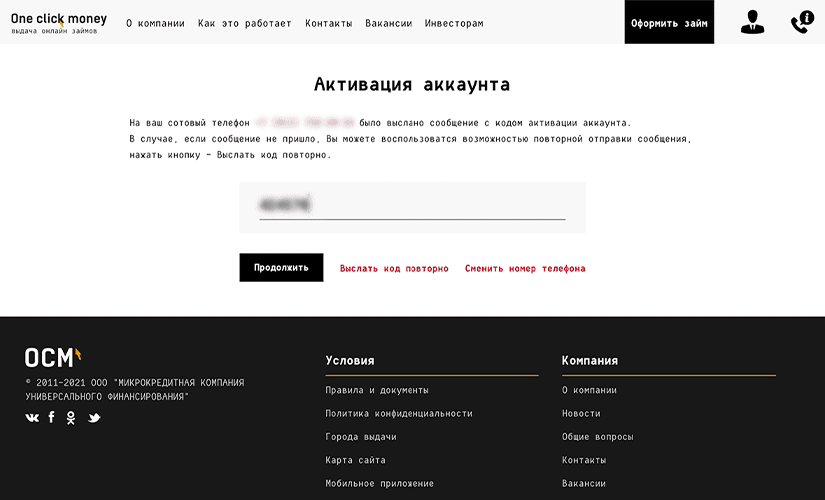 One click money
выдача онлайн займов
О компании Как это работает Контакты Вакансии Инвесторам
Оформить займ
Активация аккаунта
На ваш сотовый телефон было выслано сообщение с кодом активации аккаунта.
В случае, если сообщение не пришло, Вы можете воспользоватся возможностью повторной отправки сообщения,
нажать кнопку - Выслать код повторно.
Продолжить Выслать код повторно Сменить номер телефона
ОСМ
© 2011-2021 ООО "МИКРОКРЕДИТНАЯ КОМПАНИЯ
УНИВЕРСАЛЬНОГО ФИНАНСИРОВАНИЯ"
Условия
Правила и документы
Политика конфиденциальности
Города выдачи
Карта сайта
Мобильное приложение
Компания
О компании
Новости
Общие вопросы
Контакты
Вакансии